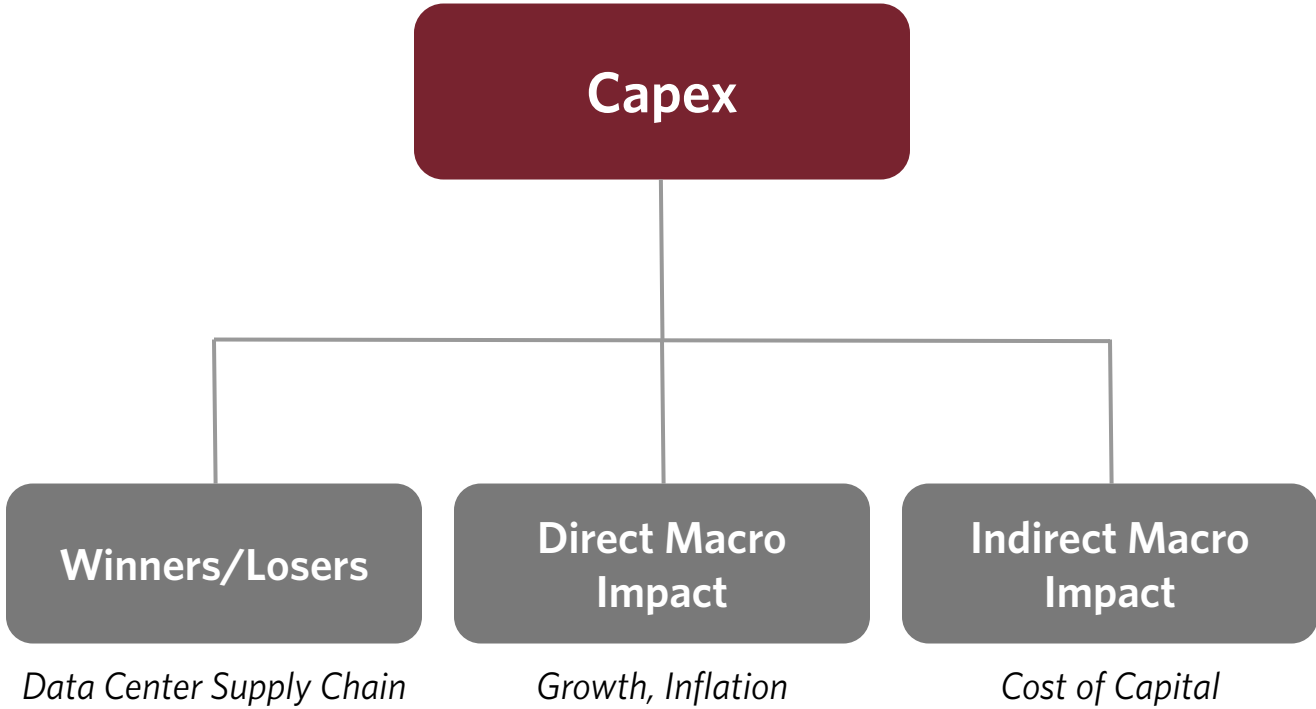 Capex
Winners/Losers
Direct Macro
Impact
Indirect Macro
Impact
Data Center Supply Chain
Growth, Inflation
Cost of Capital